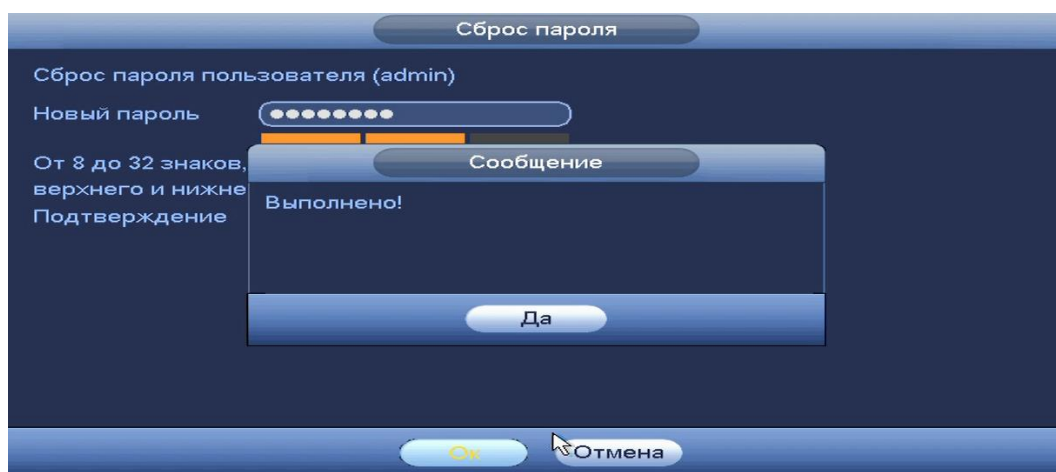 Сброс пароля
Сброс пароля пользователя (admin)
Новый пароль
От 8 до 32 знаков,
верхнего и нижне
Подтверждение
Сообщение
Выполнено!
Да
Ок
Отмена